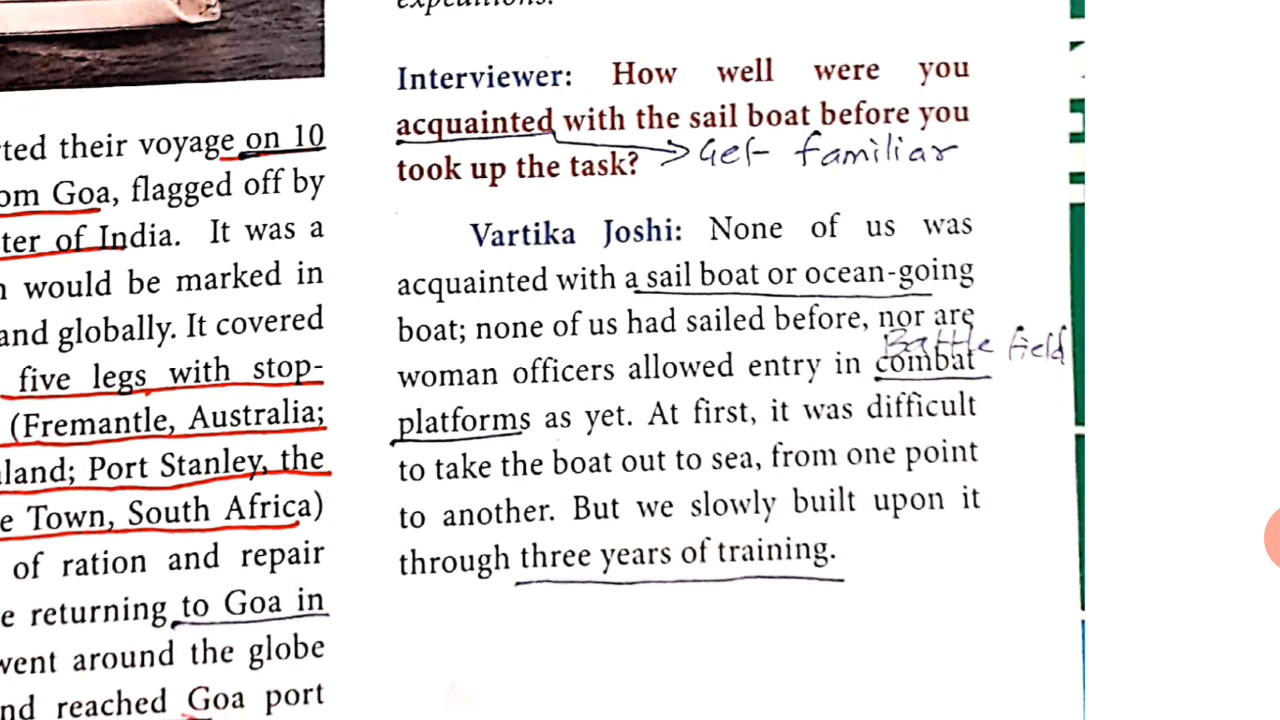 rted their voyage on 10
om Goa, flagged off by
ter of India. It was a
n would be marked in
and globally. It covered
five legs with stop-
(Fremantle, Australia;
land; Port Stanley, the
e Town, South Africa)
of ration and repair
e returning to Goa in
went around the globe
nd reached Goa port
expeditions.
Interviewer: How well were you
acquainted with the sail boat before you
took up the task? Get familiar
Vartika Joshi: None of us was
acquainted with a sail boat or ocean-going
boat; none of us had sailed before, nor are
Battle field
woman officers allowed entry in combat
platforms as yet. At first, it was difficult
to take the boat out to sea, from one point
to another. But we slowly built upon it
through three years of training.